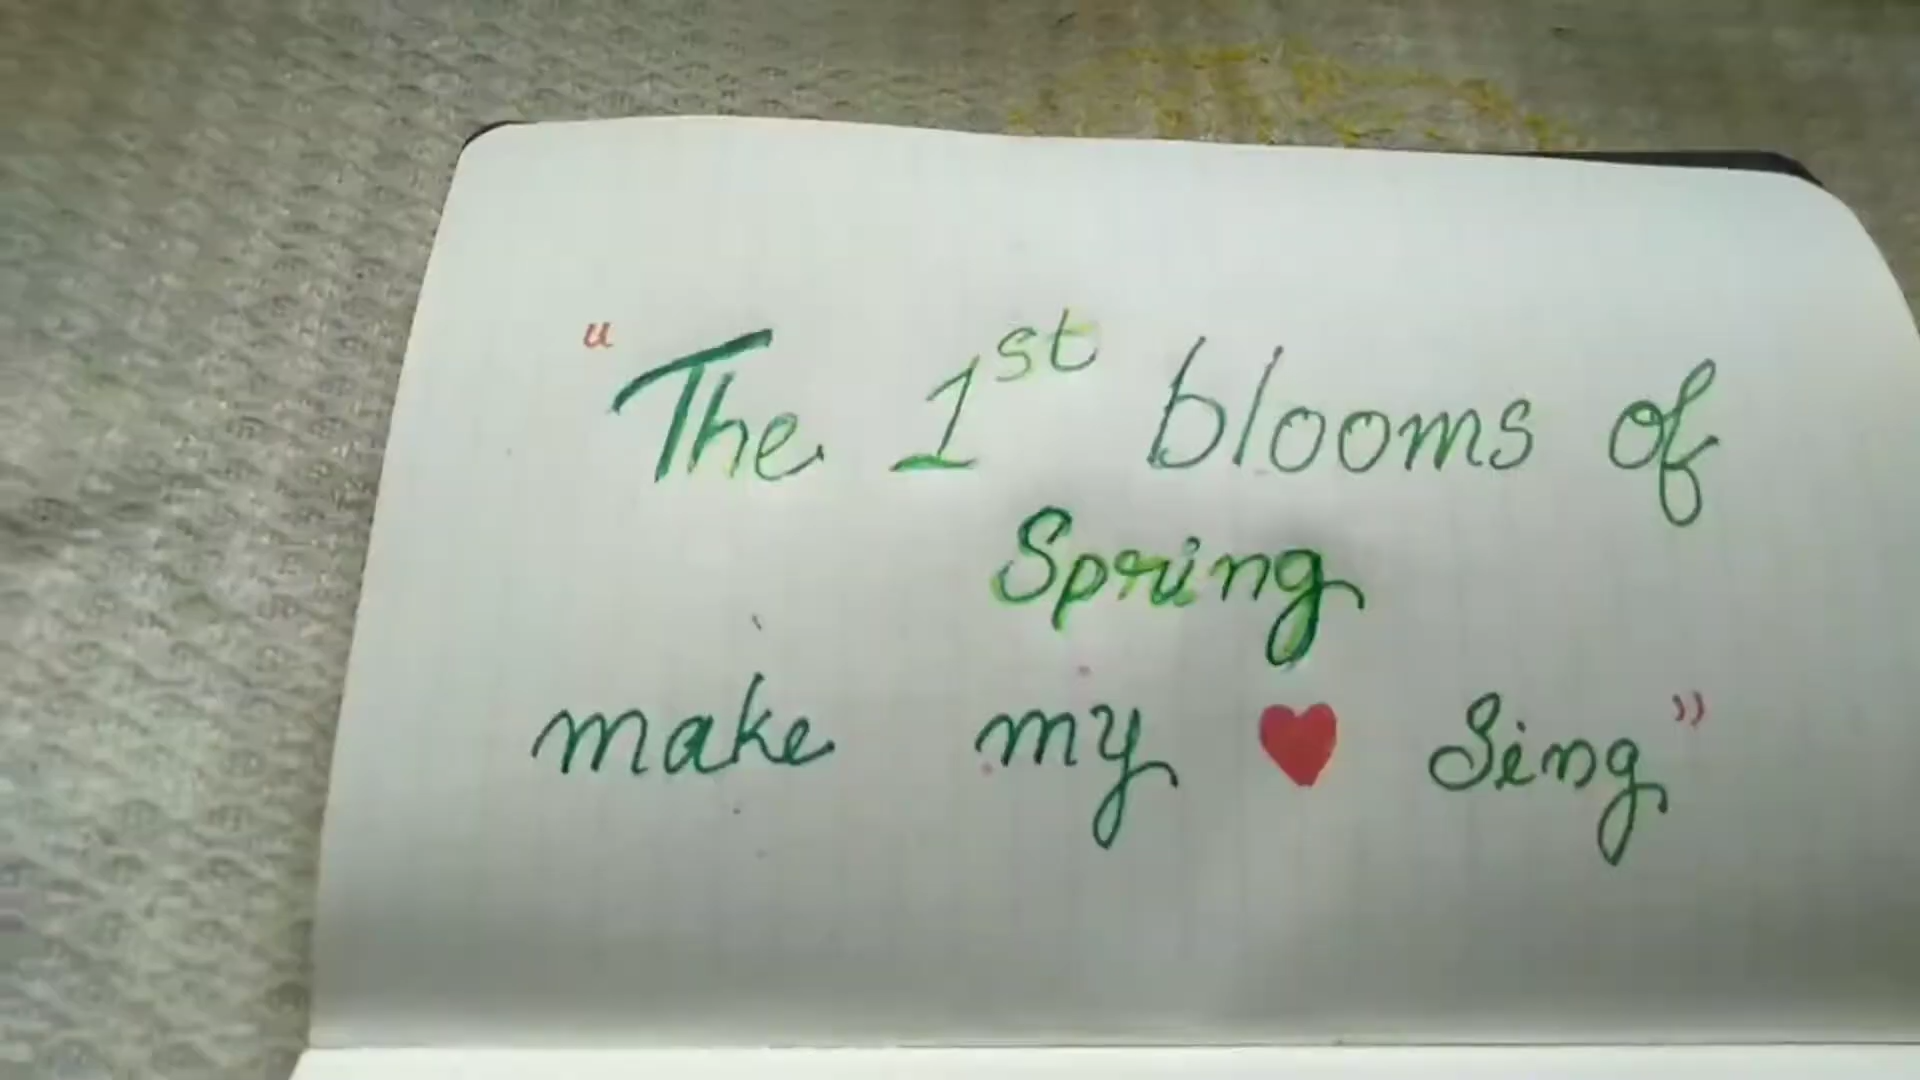 “The 1st blooms of
Spring
make my ❤ Sing”